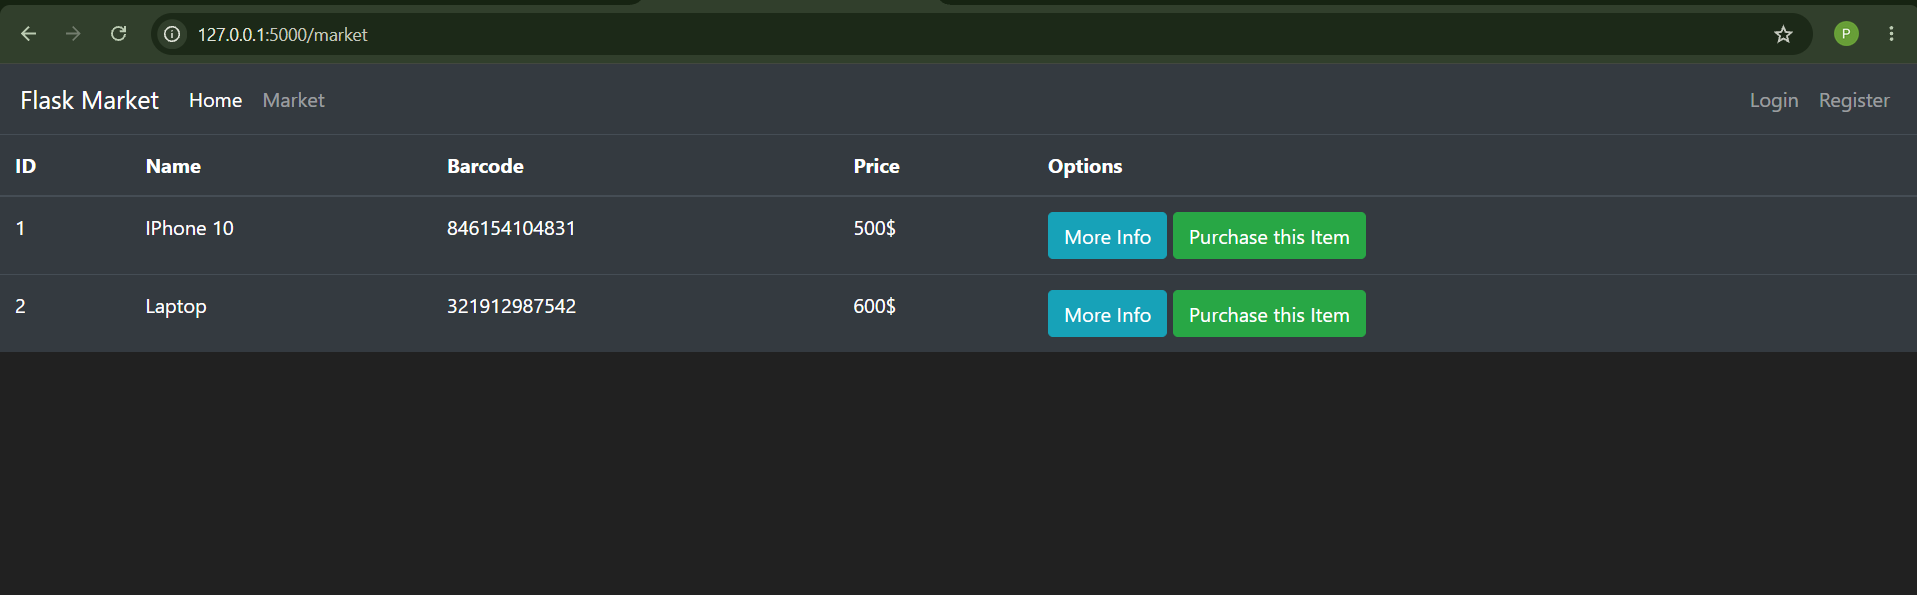 127.0.0.1:5000/market
P
Flask Market Home Market Login Register
ID Name Barcode Price Options
1 IPhone 10 846154104831 500$ More Info Purchase this Item
2 Laptop 321912987542 600$ More Info Purchase this Item